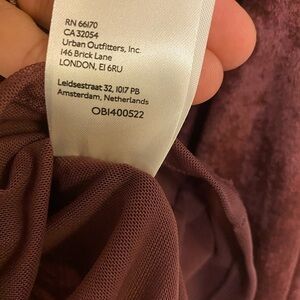 RN 66170
CA 32054
Urban Outfitters, Inc.
146 Brick Lane
LONDON, E1 6RU
Leidsestraat 32, 1017 PB
Amsterdam, Netherlands
OB1400522